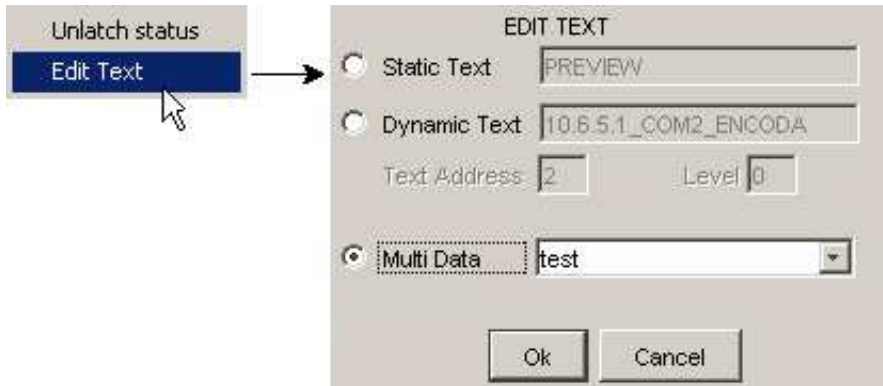 Unlatch status
Edit Text
EDIT TEXT
Static Text PREVIEW
Dynamic Text 10.6.5.1_COM2_ENCODA
Text Address 2 Level 0
Multi Data test
Ok Cancel